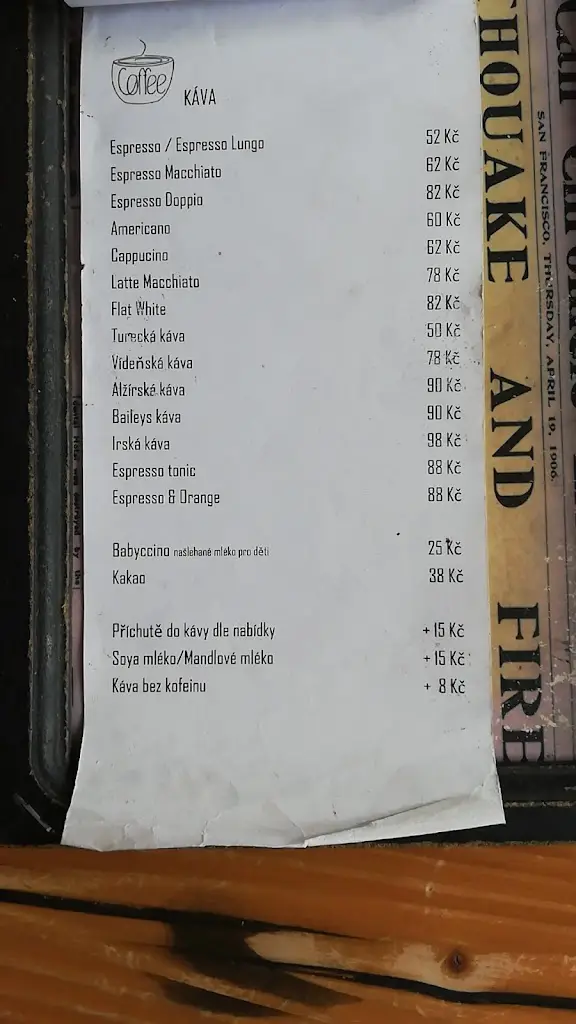 Coffee
KÁVA
Espresso / Espresso Lungo 52 Kč
Espresso Macchiato 62 Kč
Espresso Doppio 82 Kč
Americano 60 Kč
Cappucino 62 Kč
Latte Macchiato 78 Kč
Flat White 82 Kč
Turecká káva 50 Kč
Vídeňská káva 78 Kč
Alžírská káva 90 Kč
Baileys káva 90 Kč
Irská káva 98 Kč
Espresso tonic 88 Kč
Espresso & Orange 88 Kč
Babyccino našlehané mléko pro děti 25 Kč
Kakao 38 Kč
Příchutě do kávy dle nabídky + 15 Kč
Soya mléko/Mandlové mléko + 15 Kč
Káva bez kofeinu + 8 Kč
HOUAKE AND FIRE
SAN FRANCISCO, THURSDAY, APRIL 19, 1906.